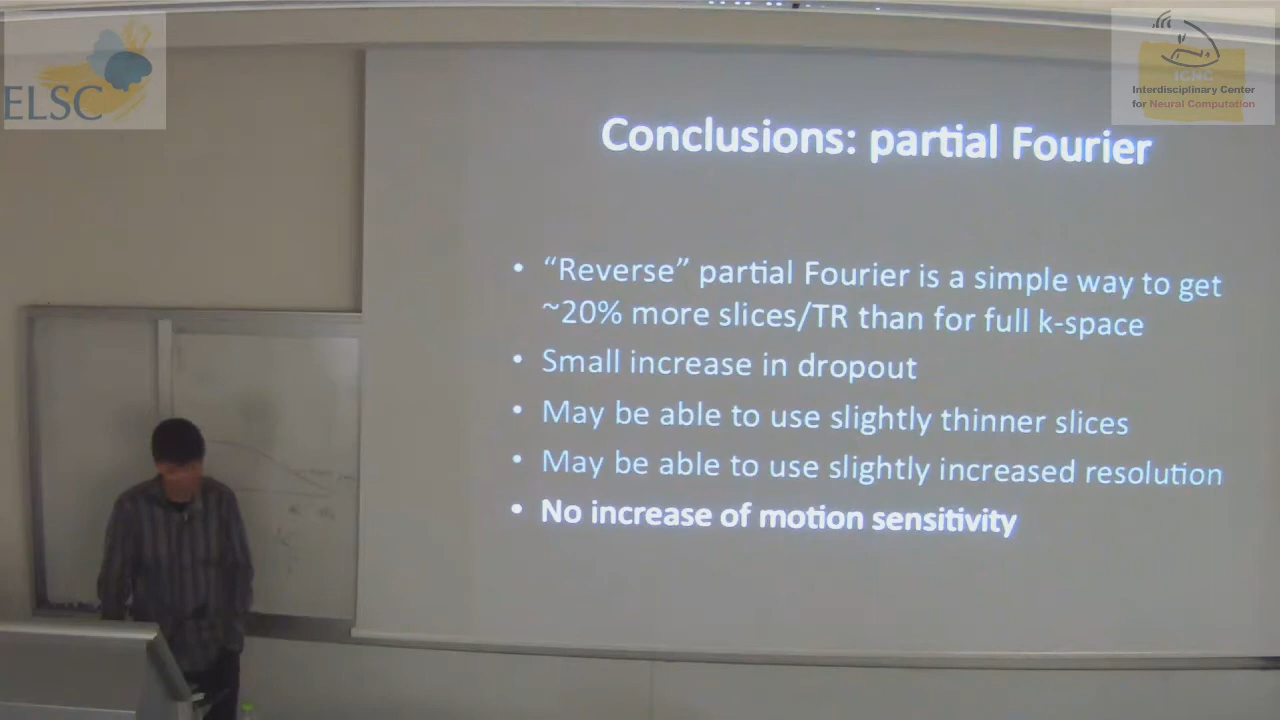 ELSC
ICNC
Interdisciplinary Center
for Neural Computation
Conclusions: partial Fourier
• “Reverse” partial Fourier is a simple way to get
~20% more slices/TR than for full k-space
• Small increase in dropout
• May be able to use slightly thinner slices
• May be able to use slightly increased resolution
• No increase of motion sensitivity